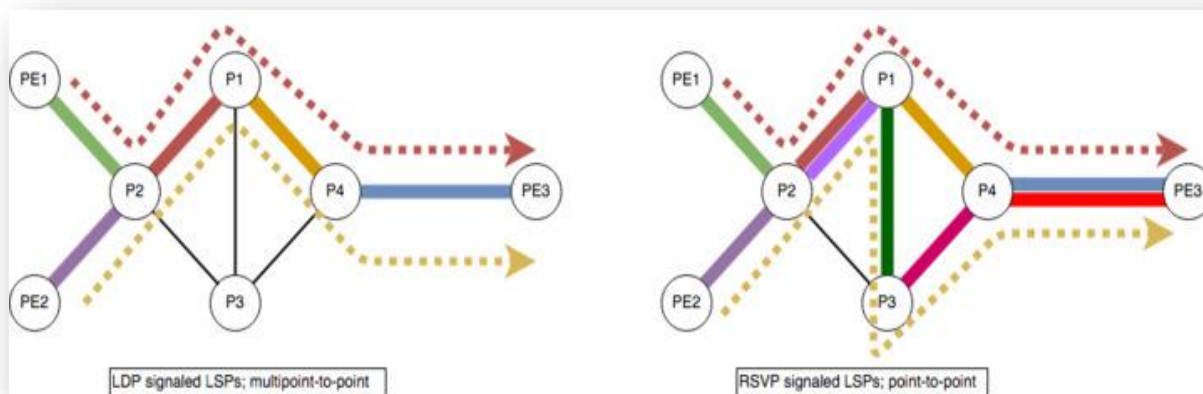 PE1
P1
P2
P4
PE3
PE2
P3
LDP signaled LSPs; multipoint-to-point
PE1
P1
P2
P4
PE3
PE2
P3
RSVP signaled LSPs; point-to-point